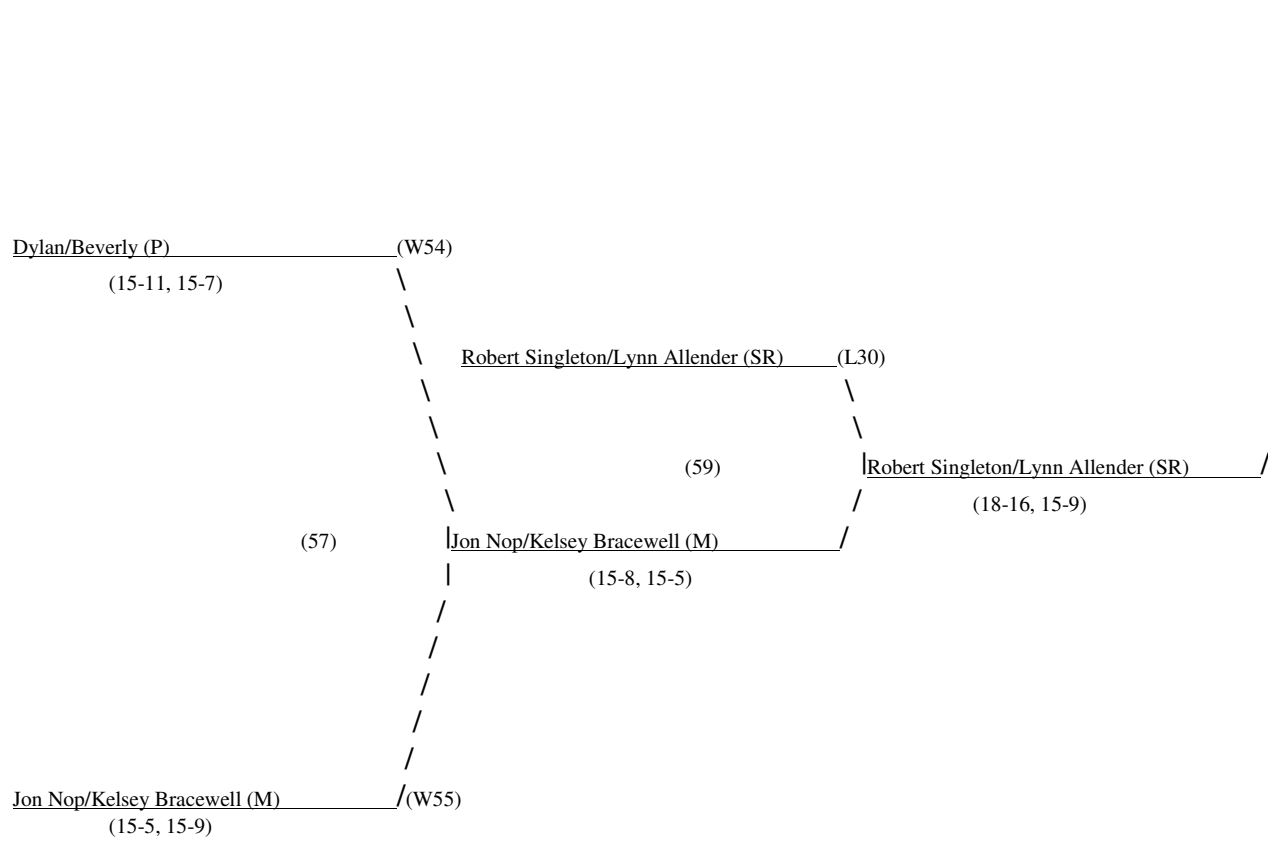 Dylan/Beverly (P) (W54)
(15-11, 15-7)
Robert Singleton/Lynn Allender (SR) (L30)
(59) Robert Singleton/Lynn Allender (SR)
(18-16, 15-9)
(57) Jon Nop/Kelsey Bracewell (M)
(15-8, 15-5)
Jon Nop/Kelsey Bracewell (M) (W55)
(15-5, 15-9)